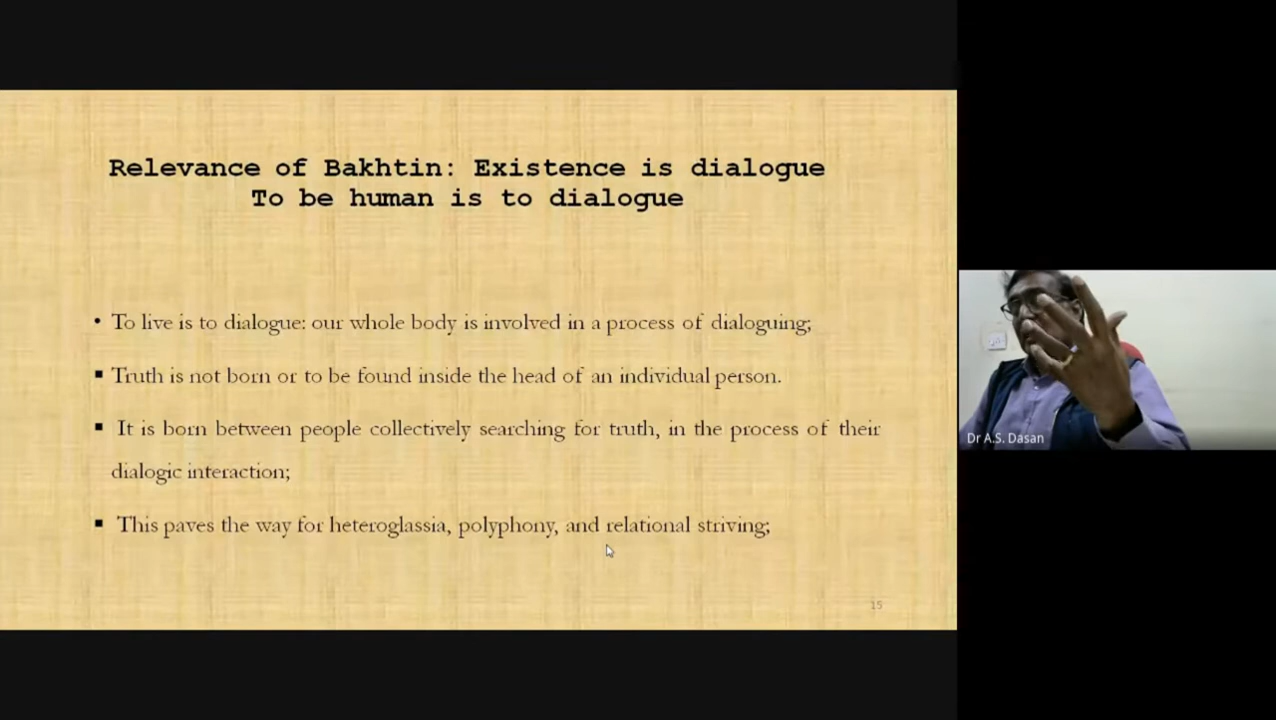 Relevance of Bakhtin: Existence is dialogue
To be human is to dialogue
• To live is to dialogue: our whole body is involved in a process of dialoguing;
▪ Truth is not born or to be found inside the head of an individual person.
▪ It is born between people collectively searching for truth, in the process of their
dialogic interaction;
▪ This paves the way for heteroglassia, polyphony, and relational striving;
15
Dr A.S. Dasan